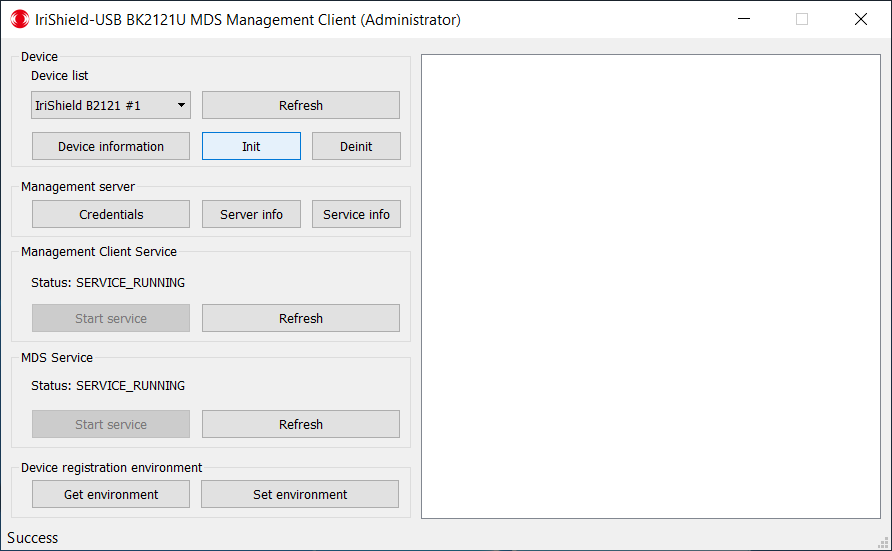 IriShield-USB BK2121U MDS Management Client (Administrator)
Device
Device list
IriShield B2121 #1
Refresh
Device information
Init
Deinit
Management server
Credentials
Server info
Service info
Management Client Service
Status: SERVICE_RUNNING
Start service
Refresh
MDS Service
Status: SERVICE_RUNNING
Start service
Refresh
Device registration environment
Get environment
Set environment
Success